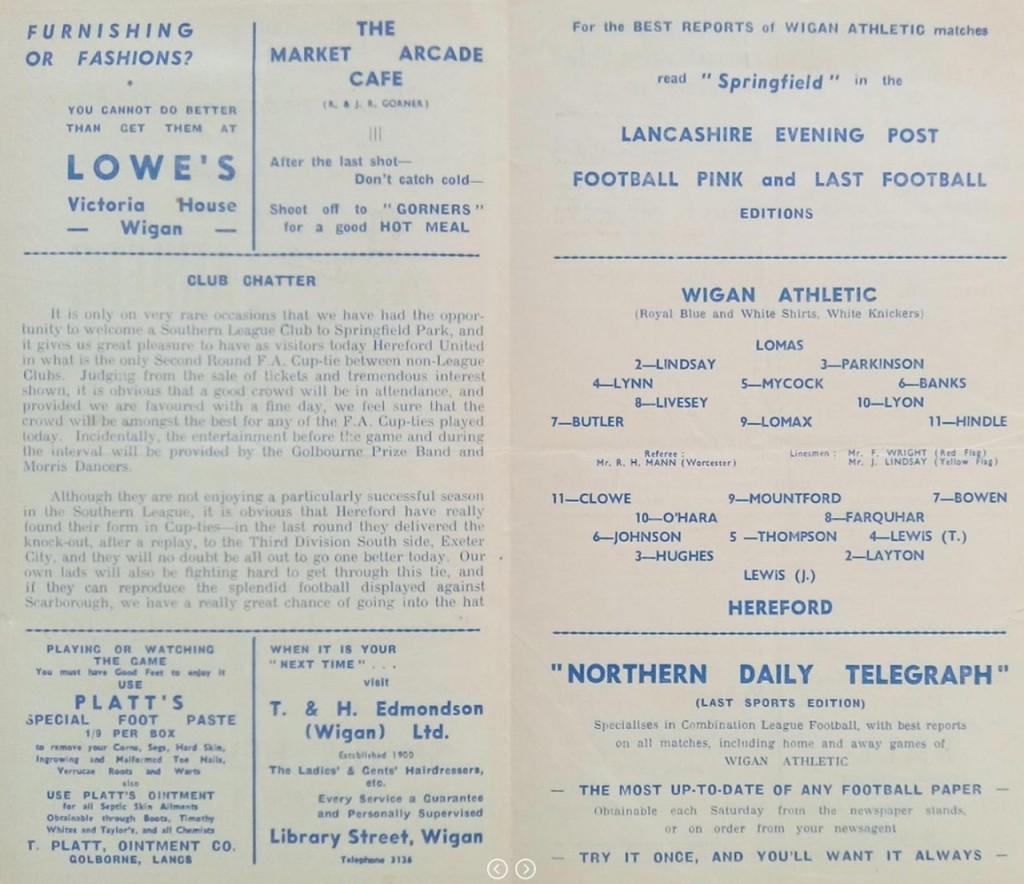 FURNISHING
OR FASHIONS?
YOU CANNOT DO BETTER
THAN GET THEM AT
LOWE'S
Victoria House
— Wigan —
THE
MARKET ARCADE
CAFE
(R. & J. R. GORNER)
After the last shot—
Don't catch cold—
Shoot off to "GORNERS"
for a good HOT MEAL
CLUB CHATTER
It is only on very rare occasions that we have had the oppor-
tunity to welcome a Southern League Club to Springfield Park, and
it gives us great pleasure to have as visitors today Hereford United
in what is the only Second Round F.A. Cup-tie between non-League
Clubs. Judging from the sale of tickets and tremendous interest
shown, it is obvious that a good crowd will be in attendance, and
provided we are favoured with a fine day, we feel sure that the
crowd will be amongst the best for any of the F.A. Cup-ties played
today. Incidentally, the entertainment before the game and during
the interval will be provided by the Golbourne Prize Band and
Morris Dancers.
Although they are not enjoying a particularly successful season
in the Southern League, it is obvious that Hereford have really
found their form in Cup-ties—in the last round they delivered the
knock-out, after a replay, to the Third Division South side, Exeter
City, and they will no doubt be all out to go one better today. Our
own lads will also be fighting hard to get through this tie, and
if they can reproduce the splendid football displayed against
Scarborough, we have a really great chance of going into the hat
PLAYING OR WATCHING
THE GAME
You must have Good Feet to enjoy it
USE
PLATT'S
SPECIAL FOOT PASTE
1/9 PER BOX
to remove your Corns, Segs, Hard Skin,
Ingrowing and Malformed Toe Nails,
Verrucae Roots and Warts
also
USE PLATT'S OINTMENT
for all Septic Skin Ailments
Obtainable through Boots, Timothy
Whites and Taylor's, and all Chemists
T. PLATT, OINTMENT CO.
GOLBORNE, LANCS
WHEN IT IS YOUR
"NEXT TIME" . . .
visit
T. & H. Edmondson
(Wigan) Ltd.
Established 1900
The Ladies' & Gents' Hairdressers,
etc.
Every Service a Guarantee
and Personally Supervised
Library Street, Wigan
Telephone 3136
For the BEST REPORTS of WIGAN ATHLETIC matches
read "Springfield" in the
LANCASHIRE EVENING POST
FOOTBALL PINK and LAST FOOTBALL
EDITIONS
WIGAN ATHLETIC
(Royal Blue and White Shirts, White Knickers)
LOMAS
2—LINDSAY 3—PARKINSON
4—LYNN 5—MYCOCK 6—BANKS
8—LIVESEY 10—LYON
7—BUTLER 9—LOMAX 11—HINDLE
Referee :
Mr. R. H. MANN (Worcester)
Linesmen : Mr. F. WRIGHT (Red Flag)
Mr. J. LINDSAY (Yellow Flag)
11—CLOWE 9—MOUNTFORD 7—BOWEN
10—O'HARA 8—FARQUHAR
6—JOHNSON 5 —THOMPSON 4—LEWIS (T.)
3—HUGHES 2—LAYTON
LEWIS (J.)
HEREFORD
"NORTHERN DAILY TELEGRAPH"
(LAST SPORTS EDITION)
Specialises in Combination League Football, with best reports
on all matches, including home and away games of
WIGAN ATHLETIC
— THE MOST UP-TO-DATE OF ANY FOOTBALL PAPER —
Obtainable each Saturday from the newspaper stands,
or on order from your newsagent
— TRY IT ONCE, AND YOU'LL WANT IT ALWAYS —